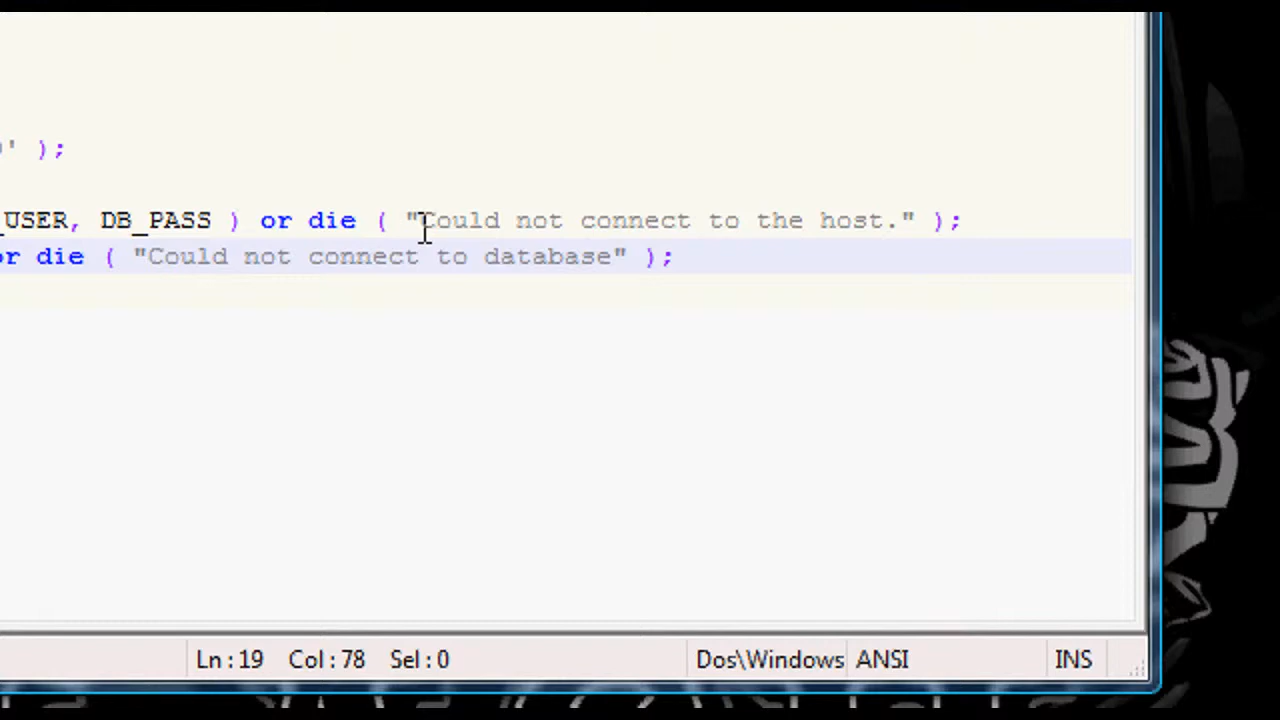 ' );
_USER, DB_PASS ) or die ( "Could not connect to the host." );
or die ( "Could not connect to database" );
Ln:19 Col:78 Sel:0 Dos\Windows ANSI INS